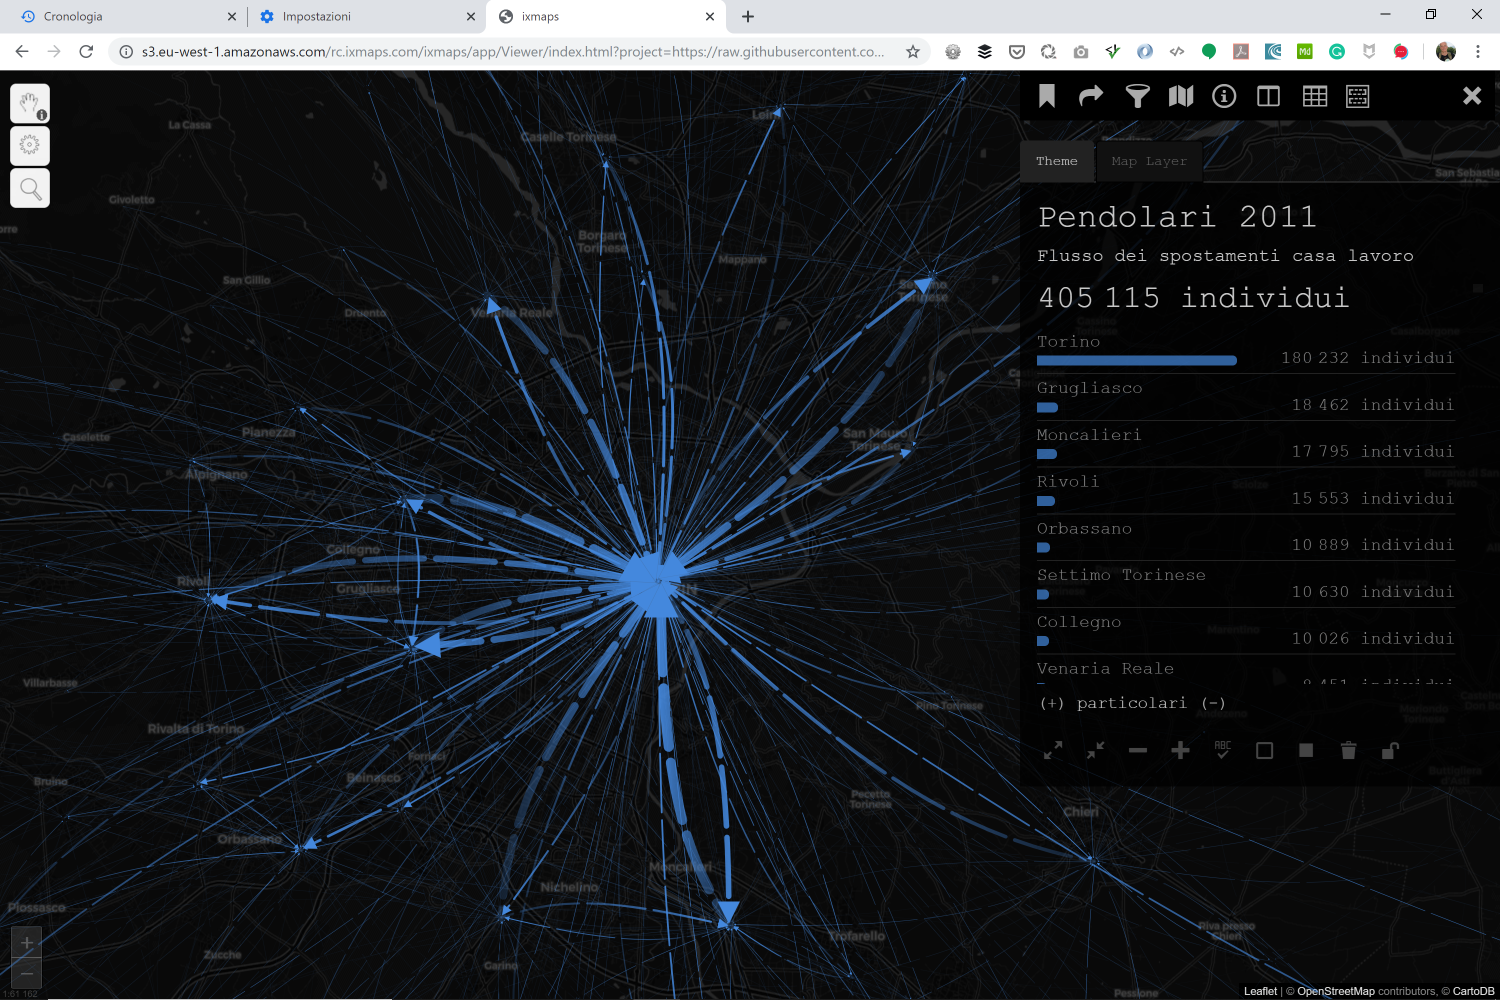 Cronologia
Impostazioni
ixmaps
s3.eu-west-1.amazonaws.com/rc.ixmaps.com/ixmaps/app/Viewer/index.html?project=https://raw.githubusercontent.co...
Theme
Map Layer
Pendolari 2011
Flusso dei spostamenti casa lavoro
405 115 individui
Torino
180 232 individui
Grugliasco
18 462 individui
Moncalieri
17 795 individui
Rivoli
15 553 individui
Orbassano
10 889 individui
Settimo Torinese
10 630 individui
Collegno
10 026 individui
Venaria Reale
(+) particolari (-)
ABC
La Cassa
Caselle Torinese
Leinì
San Sebastia
Givoletto
Borgaro
Torinese
Mappano
San Gillio
Settimo
Torinese
Druento
Venaria Reale
Pianezza
Caselette
San Mauro
Torinese
Alpignano
Collegno
Rivoli
Grugliasco
Villarbasse
Pino Torinese
Rivalta di Torino
Fornaci
Bruino
Beinasco
Pecetto
Torinese
Chieri
Orbassano
Moncalieri
Nichelino
Piossasco
Trofarello
Riva presso
Chieri
Zucche
Garino
Pessione
+
−
1:61 162
Leaflet | © OpenStreetMap contributors, © CartoDB